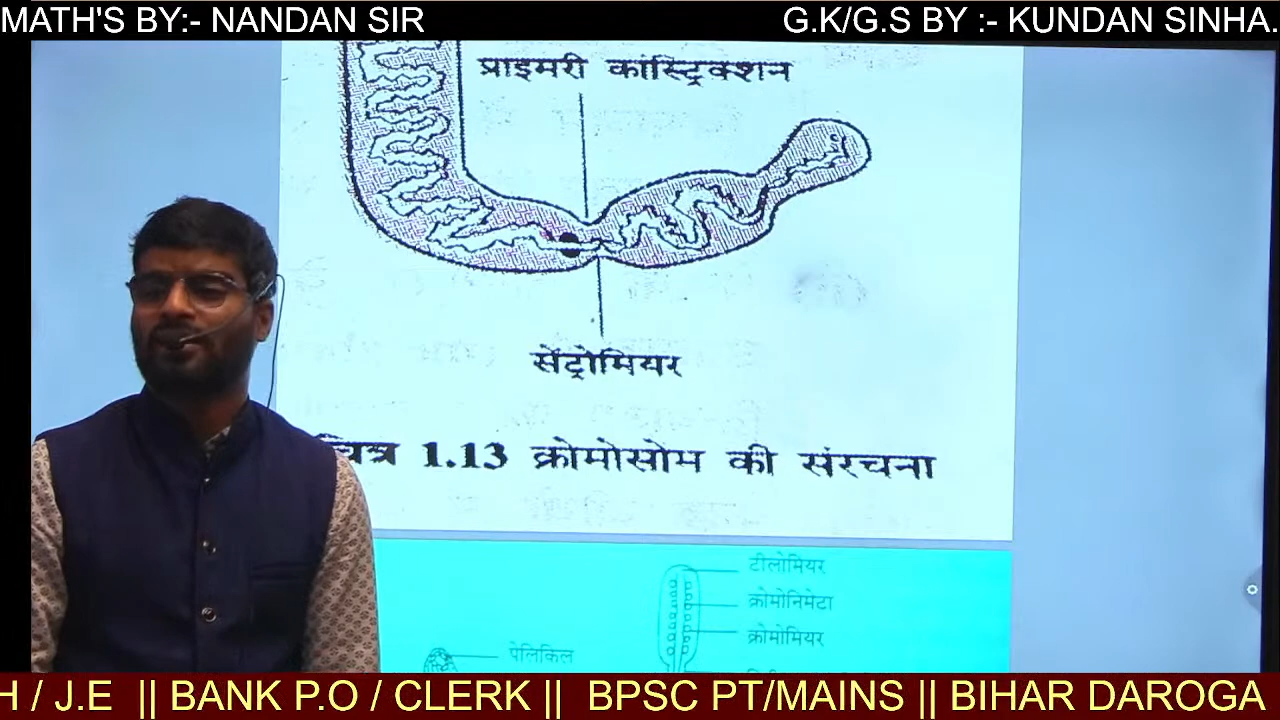 MATH'S BY:- NANDAN SIR
G.K/G.S BY :- KUNDAN SINHA.
प्राइमरी कांस्ट्रिक्शन
सेंट्रोमियर
चित्र 1.13 क्रोमोसोम की संरचना
टीलोमियर
क्रोमोनिमेटा
क्रोमोमियर
पेलिकिल
H / J.E || BANK P.O / CLERK || BPSC PT/MAINS || BIHAR DAROGA